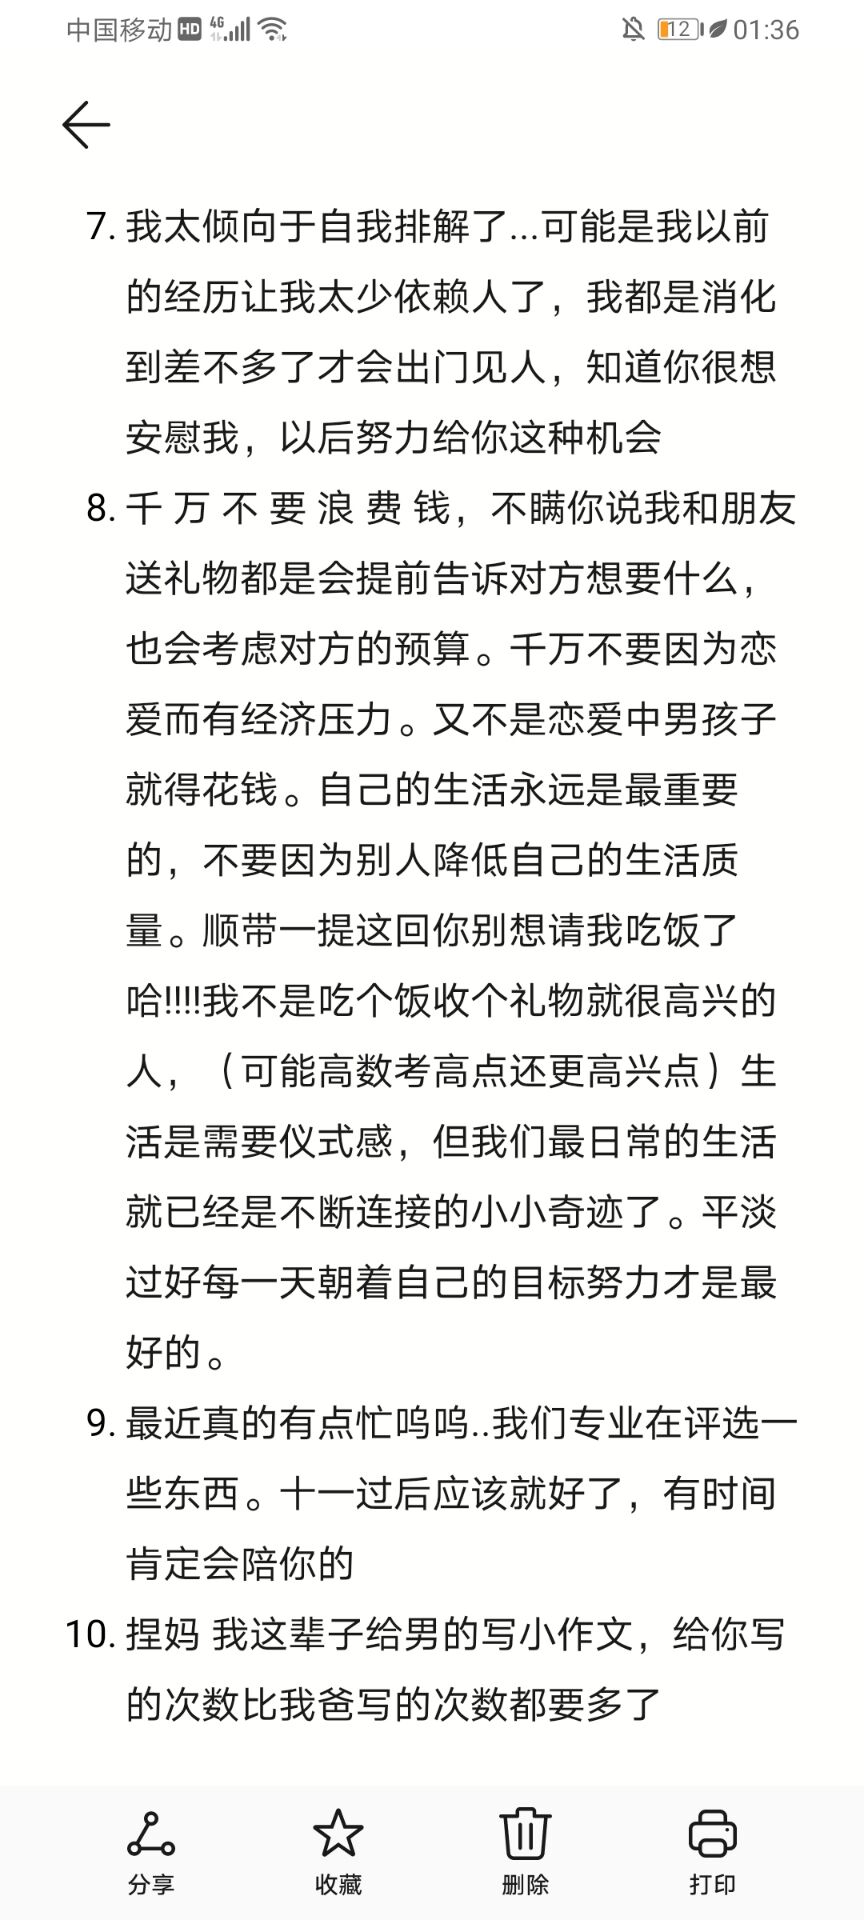 中国移动 HD 4G 12 01:36
7. 我太倾向于自我排解了...可能是我以前
的经历让我太少依赖人了，我都是消化
到差不多了才会出门见人，知道你很想
安慰我，以后努力给你这种机会
8. 千 万 不 要 浪 费 钱，不瞒你说我和朋友
送礼物都是会提前告诉对方想要什么，
也会考虑对方的预算。千万不要因为恋
爱而有经济压力。又不是恋爱中男孩子
就得花钱。自己的生活永远是最重要
的，不要因为别人降低自己的生活质
量。顺带一提这回你别想请我吃饭了
哈!!!!我不是吃个饭收个礼物就很高兴的
人，（可能高数考高点还更高兴点）生
活是需要仪式感，但我们最日常的生活
就已经是不断连接的小小奇迹了。平淡
过好每一天朝着自己的目标努力才是最
好的。
9. 最近真的有点忙呜呜..我们专业在评选一
些东西。十一过后应该就好了，有时间
肯定会陪你的
10. 捏妈 我这辈子给男的写小作文，给你写
的次数比我爸写的次数都要多了
分享 收藏 删除 打印